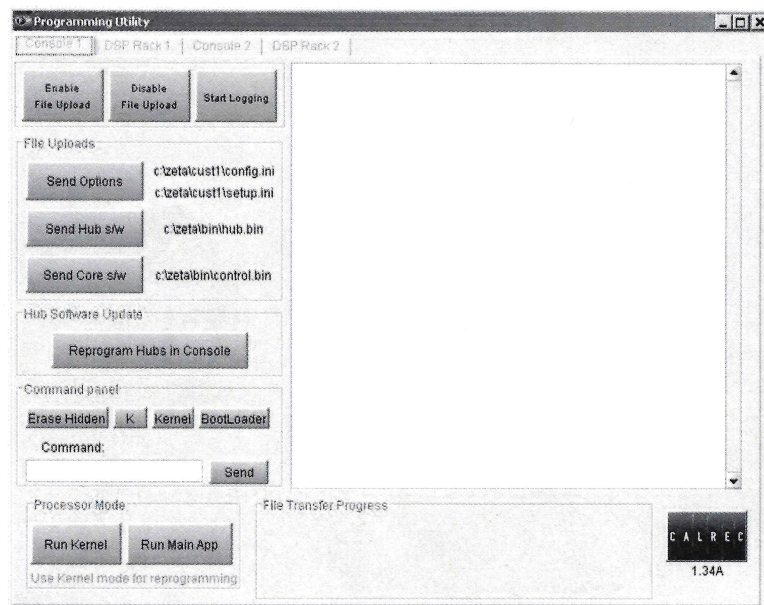 Programming Utility
Console 1 DSP Rack 1 Console 2 DSP Rack 2
Enable File Upload
Disable File Upload
Start Logging
File Uploads
Send Options
c:\zeta\cust1\config.ini
c:\zeta\cust1\setup.ini
Send Hub s/w
c:\zeta\bin\hub.bin
Send Core s/w
c:\zeta\bin\control.bin
Hub Software Update
Reprogram Hubs in Console
Command panel
Erase Hidden K Kernel BootLoader
Command:
Send
Processor Mode
Run Kernel Run Main App
Use Kernel mode for reprogramming
File Transfer Progress
CALREC
1.34A